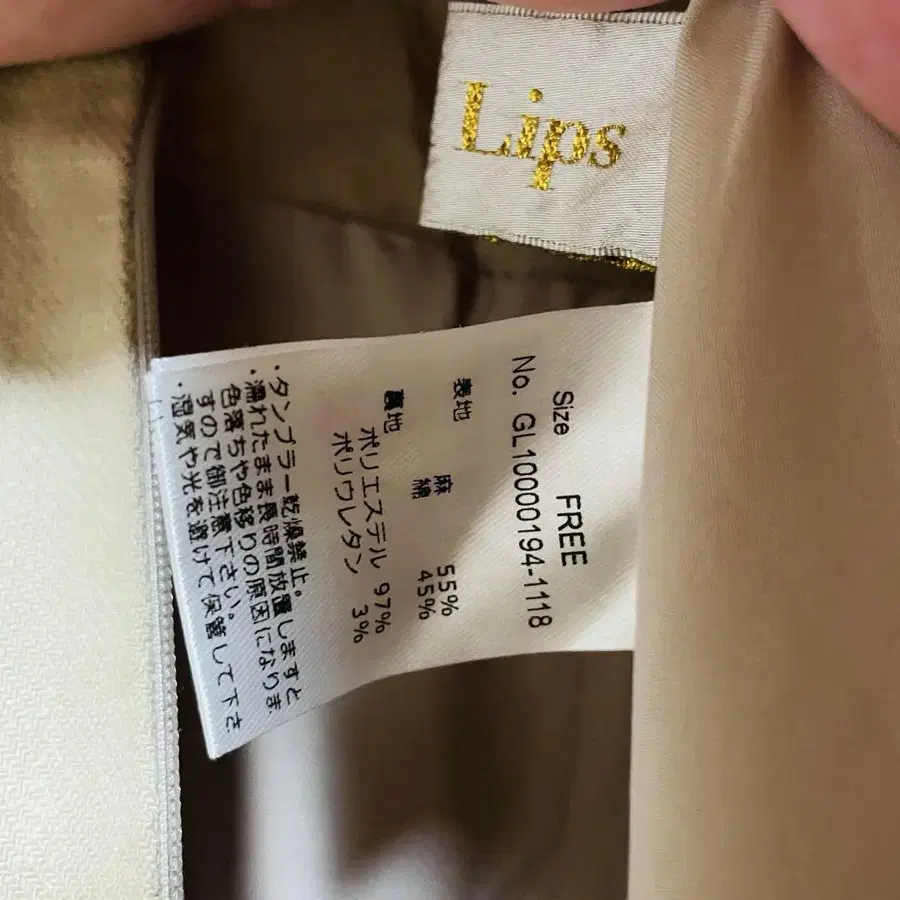 Lips
Size FREE
No. GL10000194-1118
表地 麻 55%
綿 45%
裏地 ポリエステル 97%
ポリウレタン 3%
・タンブラー乾燥禁止。
・濡れたまま長時間放置しますと
色落ちや色移りの原因になりま
すので御注意下さい。
・湿気や光を避けて保管して下さ